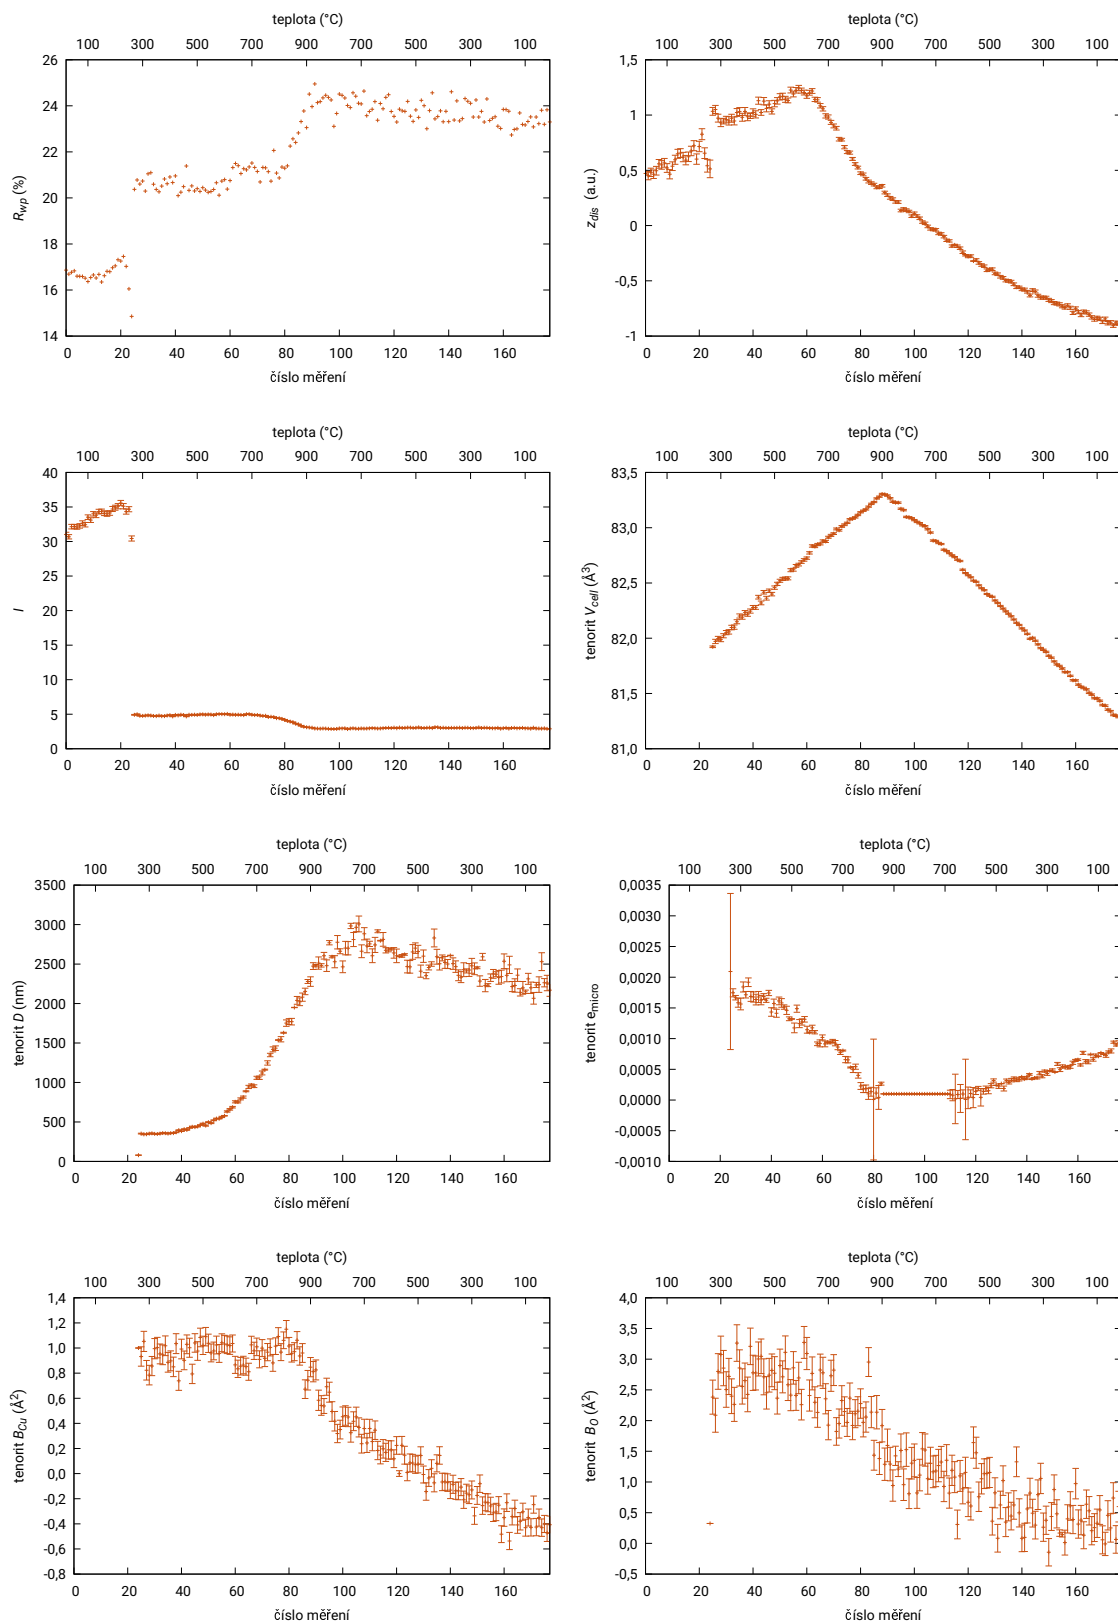 teplota (°C)
100 300 500 700 900 700 500 300 100
26
24
22
20
18
16
14
R_wp (%)
0 20 40 60 80 100 120 140 160
číslo měření
teplota (°C)
100 300 500 700 900 700 500 300 100
1,5
1
0,5
0
-0,5
-1
z_dis (a.u.)
0 20 40 60 80 100 120 140 160
číslo měření
teplota (°C)
100 300 500 700 900 700 500 300 100
40
35
30
25
20
15
10
5
0
I
0 20 40 60 80 100 120 140 160
číslo měření
teplota (°C)
100 300 500 700 900 700 500 300 100
83,5
83,0
82,5
82,0
81,5
81,0
tenorit V_cell (Å³)
0 20 40 60 80 100 120 140 160
číslo měření
teplota (°C)
100 300 500 700 900 700 500 300 100
3500
3000
2500
2000
1500
1000
500
0
tenorit D (nm)
0 20 40 60 80 100 120 140 160
číslo měření
teplota (°C)
100 300 500 700 900 700 500 300 100
0,0035
0,0030
0,0025
0,0020
0,0015
0,0010
0,0005
0,0000
-0,0005
-0,0010
tenorit e_micro
0 20 40 60 80 100 120 140 160
číslo měření
teplota (°C)
100 300 500 700 900 700 500 300 100
1,4
1,2
1,0
0,8
0,6
0,4
0,2
0,0
-0,2
-0,4
-0,6
-0,8
tenorit B_Cu (Å²)
0 20 40 60 80 100 120 140 160
číslo měření
teplota (°C)
100 300 500 700 900 700 500 300 100
4,0
3,5
3,0
2,5
2,0
1,5
1,0
0,5
0,0
-0,5
tenorit B_O (Å²)
0 20 40 60 80 100 120 140 160
číslo měření